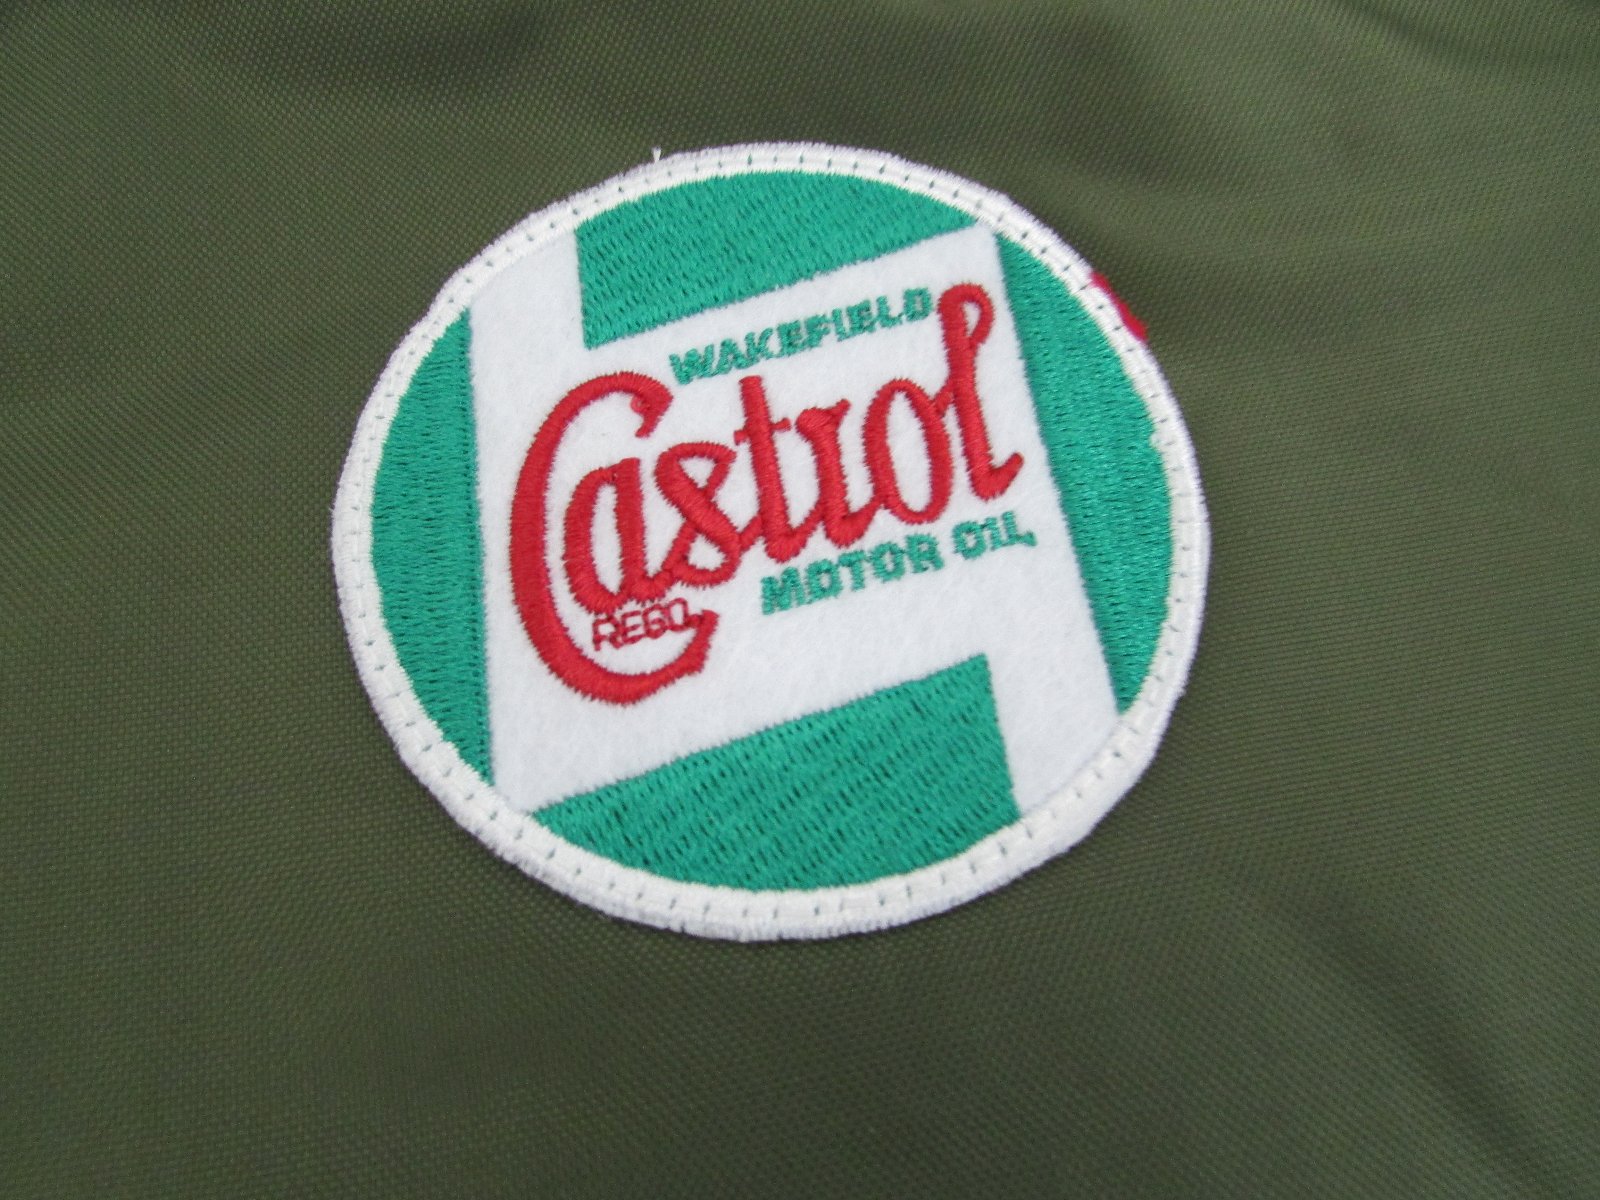 WAKEFIELD
Castrol
REGD.
MOTOR OIL